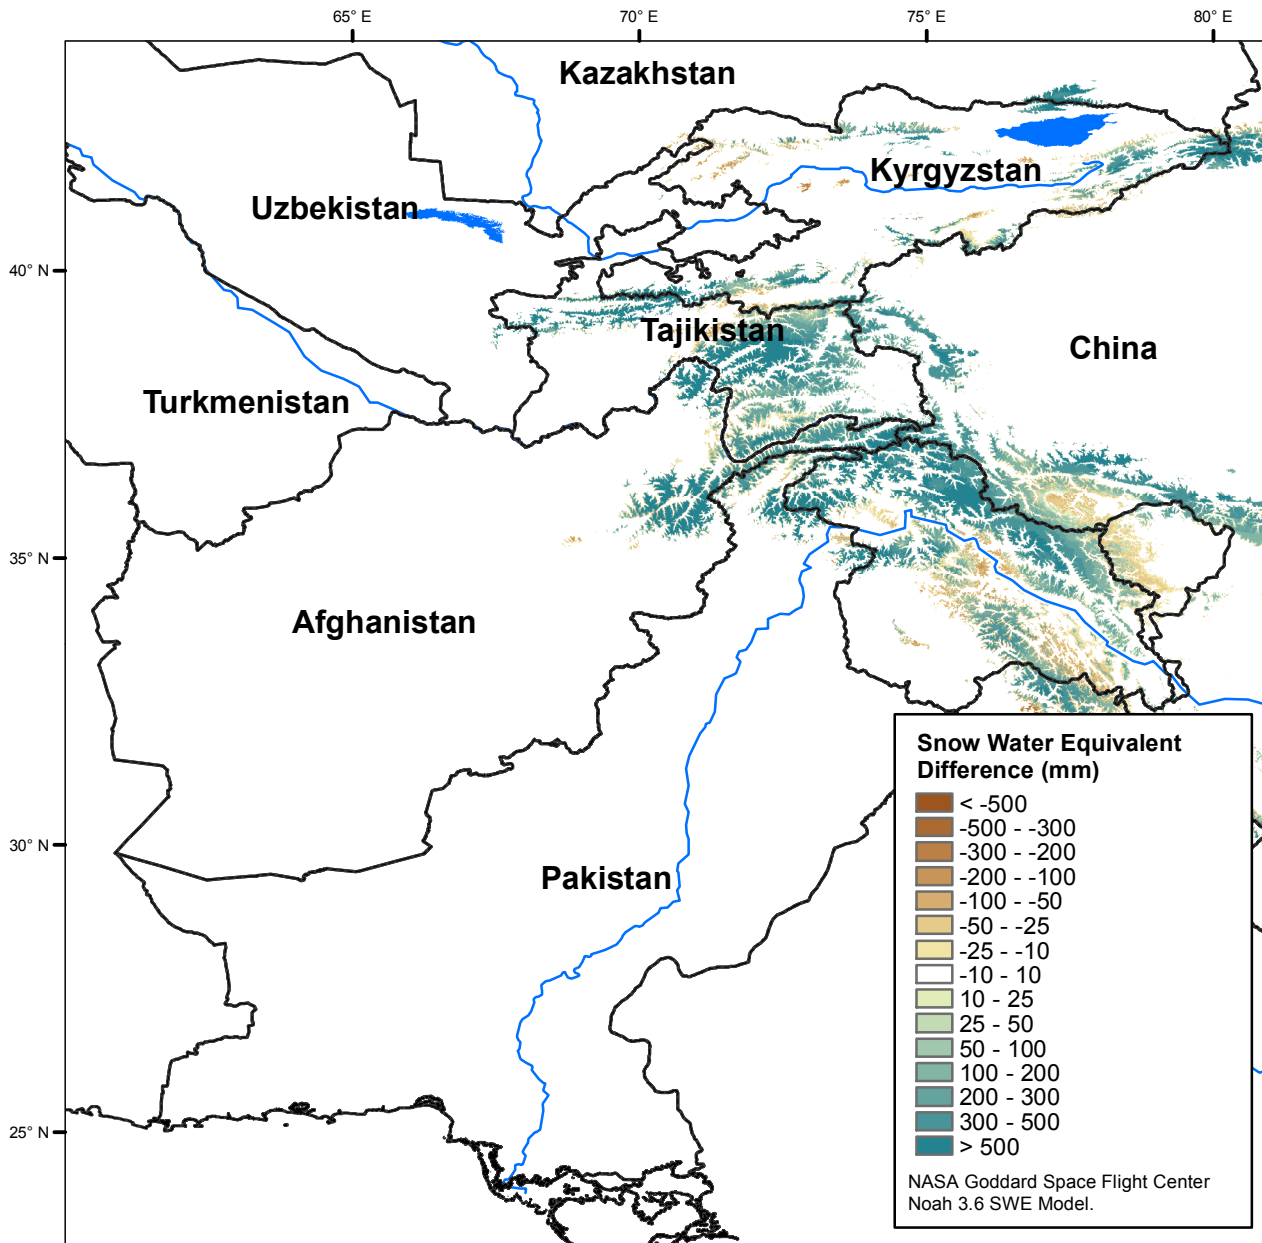 65° E
70° E
75° E
80° E
Kazakhstan
Kyrgyzstan
Uzbekistan
40° N
Tajikistan
China
Turkmenistan
35° N
Afghanistan
Snow Water Equivalent
Difference (mm)
< -500
-500 - -300
-300 - -200
-200 - -100
-100 - -50
-50 - -25
-25 - -10
-10 - 10
10 - 25
25 - 50
50 - 100
100 - 200
200 - 300
300 - 500
> 500
NASA Goddard Space Flight Center
Noah 3.6 SWE Model.
30° N
Pakistan
25° N